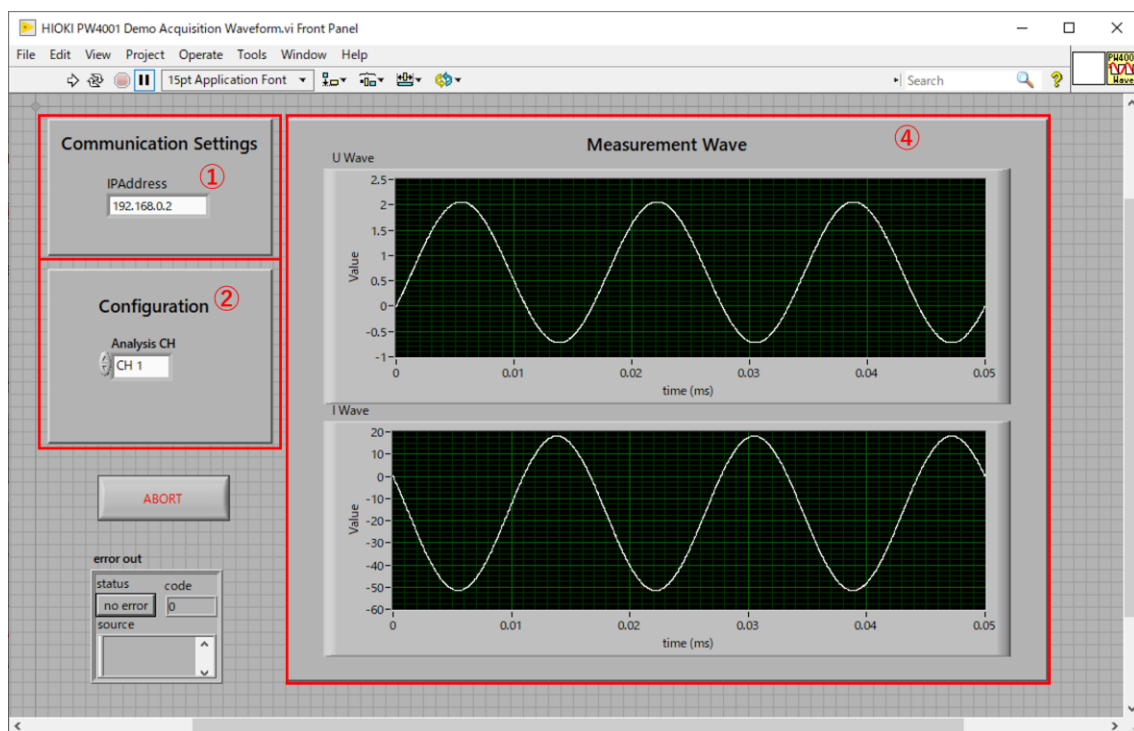 HIOKI PW4001 Demo Acquisition Waveform.vi Front Panel
File Edit View Project Operate Tools Window Help
15pt Application Font
Search
PW400
Wave
Communication Settings
①
IPAddress
192.168.0.2
Configuration ②
Analysis CH
CH 1
ABORT
error out
status code
no error 0
source
Measurement Wave ④
U Wave
Value
2.5
2
1.5
1
0.5
0
-0.5
-1
0 0.01 0.02 0.03 0.04 0.05
time (ms)
I Wave
Value
20
10
0
-10
-20
-30
-40
-50
-60
0 0.01 0.02 0.03 0.04 0.05
time (ms)